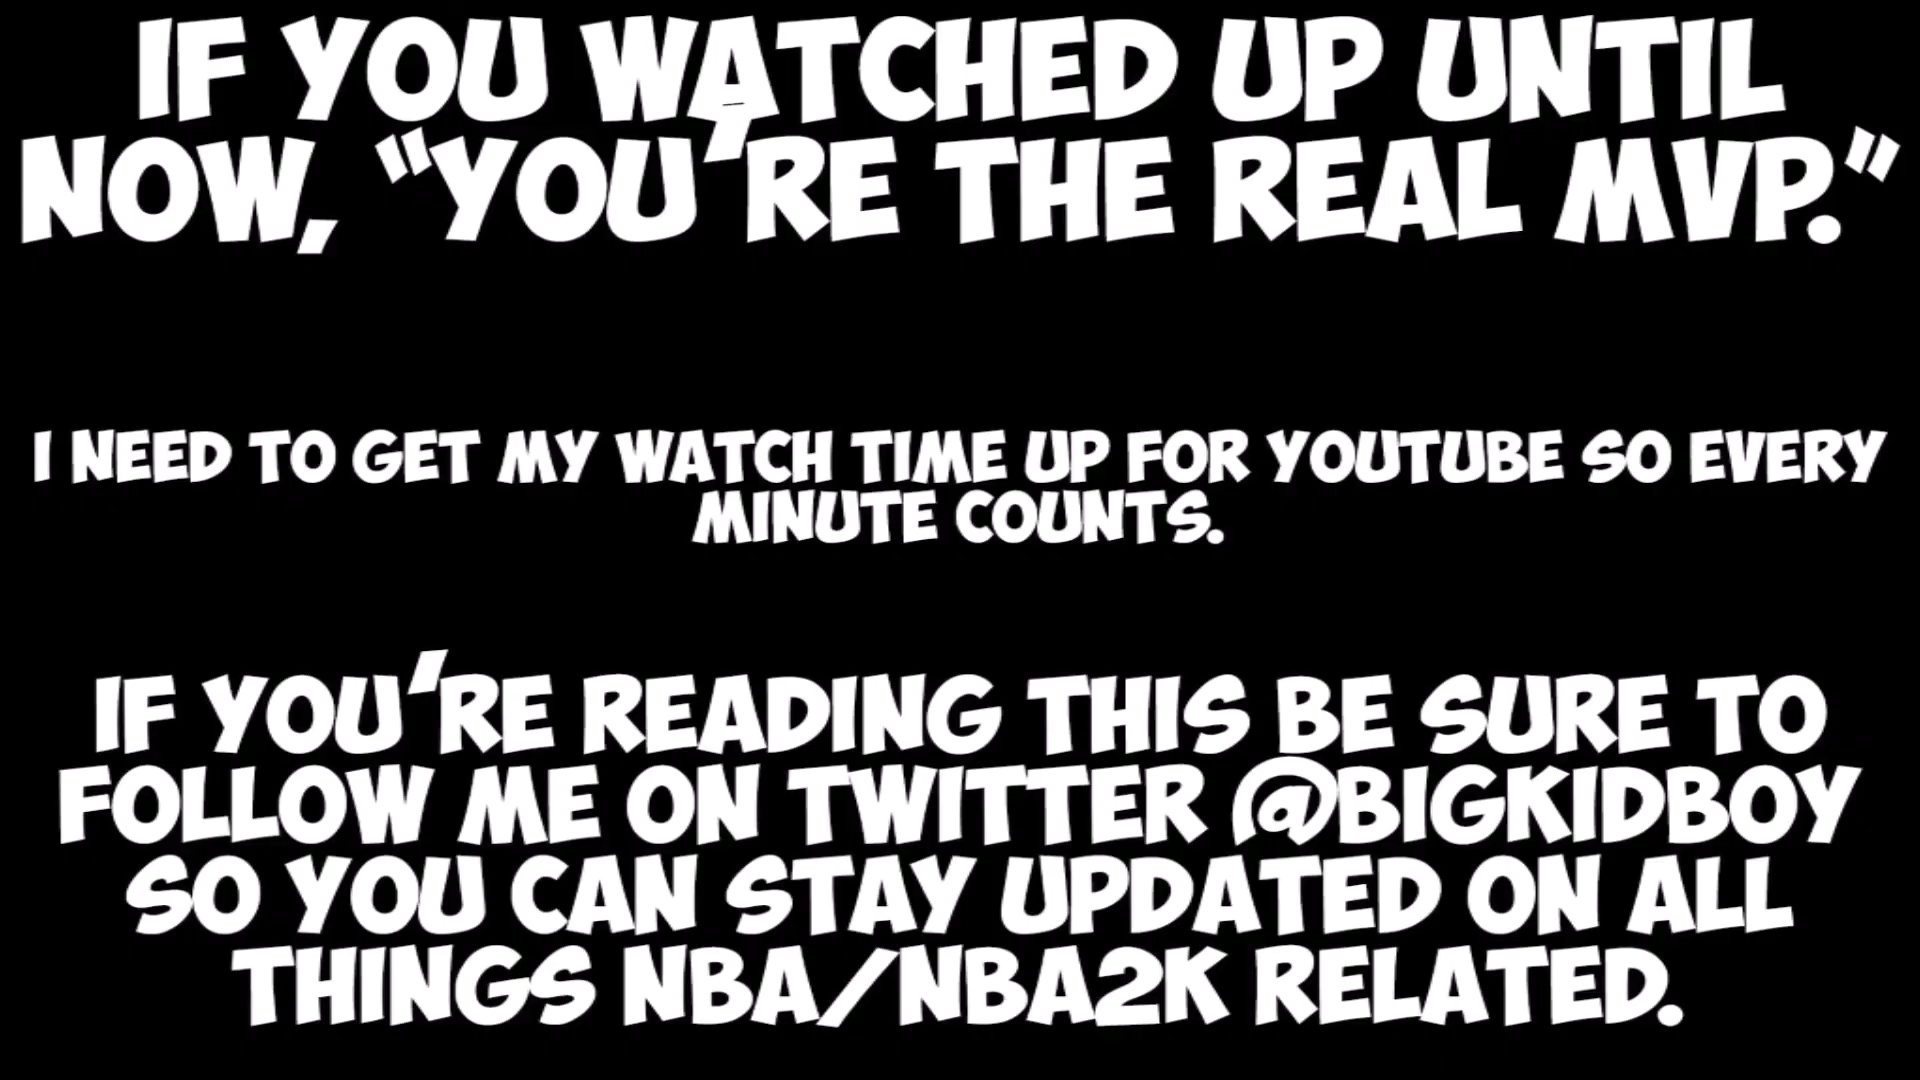 IF YOU WATCHED UP UNTIL
NOW, "YOU'RE THE REAL MVP."
I NEED TO GET MY WATCH TIME UP FOR YOUTUBE SO EVERY
MINUTE COUNTS.
IF YOU'RE READING THIS BE SURE TO
FOLLOW ME ON TWITTER @BIGKIDBOY
SO YOU CAN STAY UPDATED ON ALL
THINGS NBA/NBA2K RELATED.